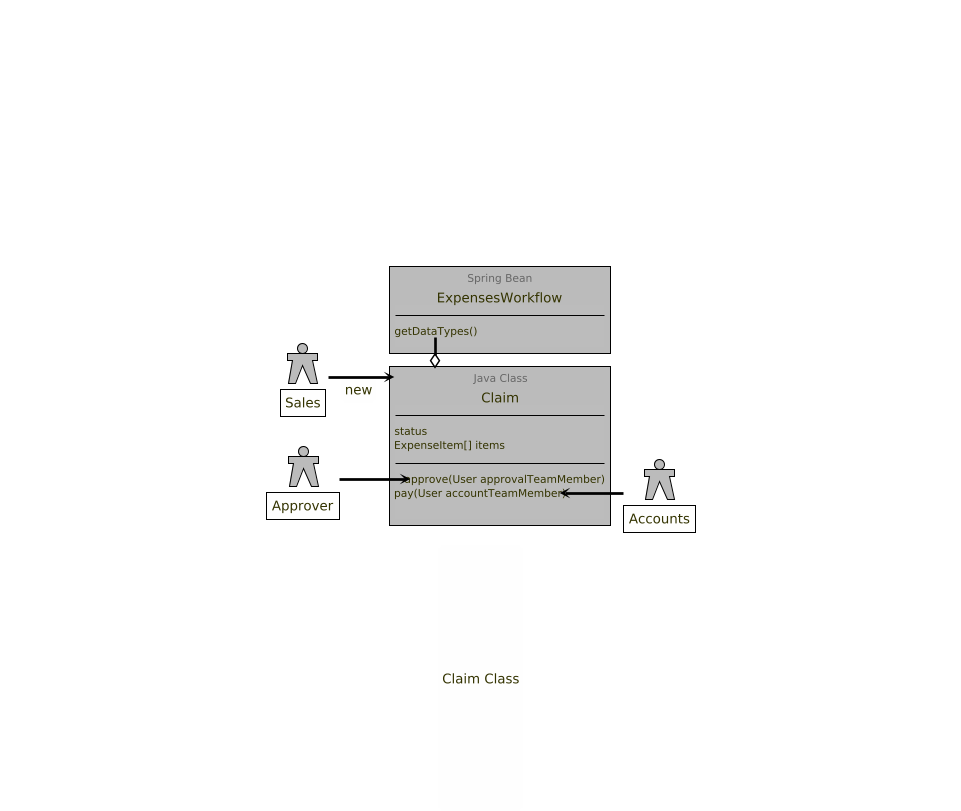 Spring Bean
ExpensesWorkflow
getDataTypes()
Sales
new
Java Class
Claim
status
ExpenseItem[] items
approve(User approvalTeamMember)
pay(User accountTeamMember)
Approver
Accounts
Claim Class